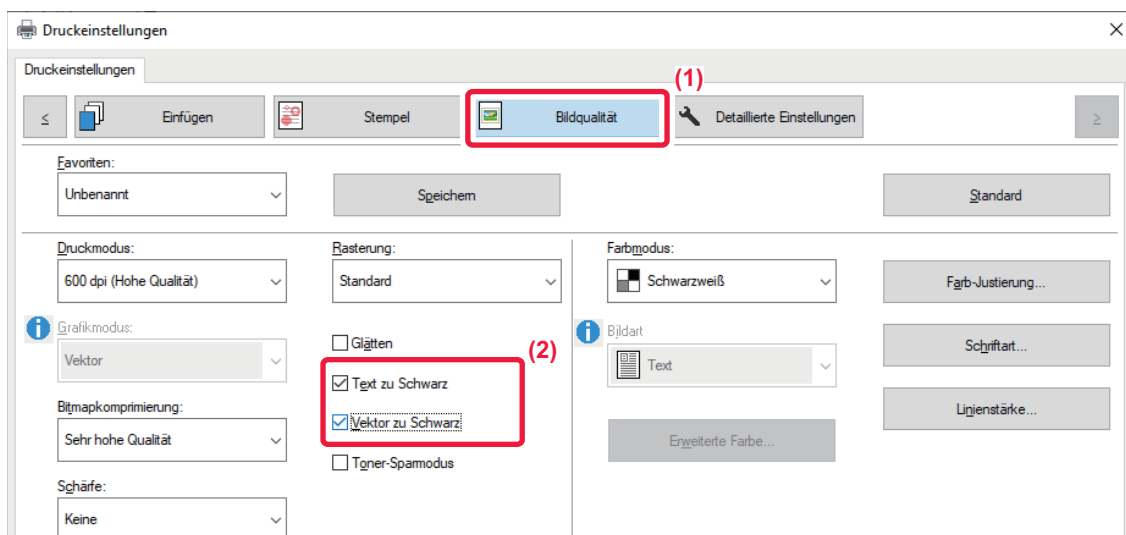 Druckeinstellungen
Druckeinstellungen
(1)
< Einfügen Stempel Bildqualität Detaillierte Einstellungen >
Favoriten:
Unbenannt Speichern Standard
Druckmodus: Rasterung: Farbmodus:
600 dpi (Hohe Qualität) Standard Schwarzweiß Farb-Justierung...
Grafikmodus: Bildart
Glätten (2) Schriftart...
Vektor Text
Text zu Schwarz
Bitmapkomprimierung: Linienstärke...
Vektor zu Schwarz
Sehr hohe Qualität Erweiterte Farbe...
Toner-Sparmodus
Schärfe:
Keine